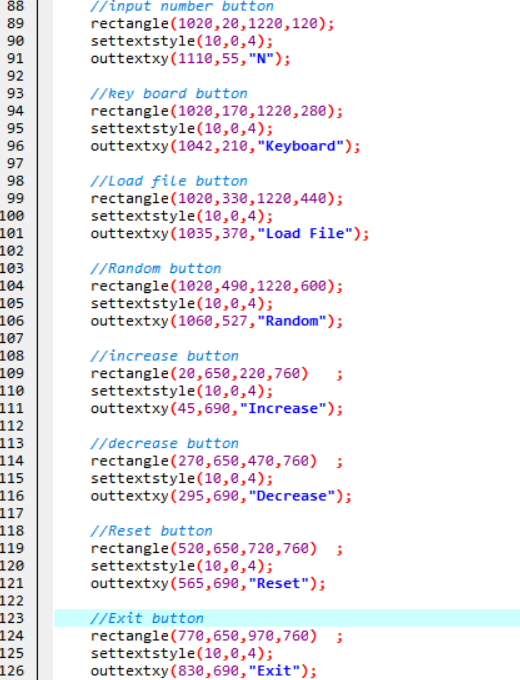 88 //input number button
89 rectangle(1020,20,1220,120);
90 settextstyle(10,0,4);
91 outtextxy(1110,55,"N");
92
93 //key board button
94 rectangle(1020,170,1220,280);
95 settextstyle(10,0,4);
96 outtextxy(1042,210,"Keyboard");
97
98 //Load file button
99 rectangle(1020,330,1220,440);
100 settextstyle(10,0,4);
101 outtextxy(1035,370,"Load File");
102
103 //Random button
104 rectangle(1020,490,1220,600);
105 settextstyle(10,0,4);
106 outtextxy(1060,527,"Random");
107
108 //increase button
109 rectangle(20,650,220,760)   ;
110 settextstyle(10,0,4);
111 outtextxy(45,690,"Increase");
112
113 //decrease button
114 rectangle(270,650,470,760)  ;
115 settextstyle(10,0,4);
116 outtextxy(295,690,"Decrease");
117
118 //Reset button
119 rectangle(520,650,720,760)  ;
120 settextstyle(10,0,4);
121 outtextxy(565,690,"Reset");
122
123 //Exit button
124 rectangle(770,650,970,760)  ;
125 settextstyle(10,0,4);
126 outtextxy(830,690,"Exit");